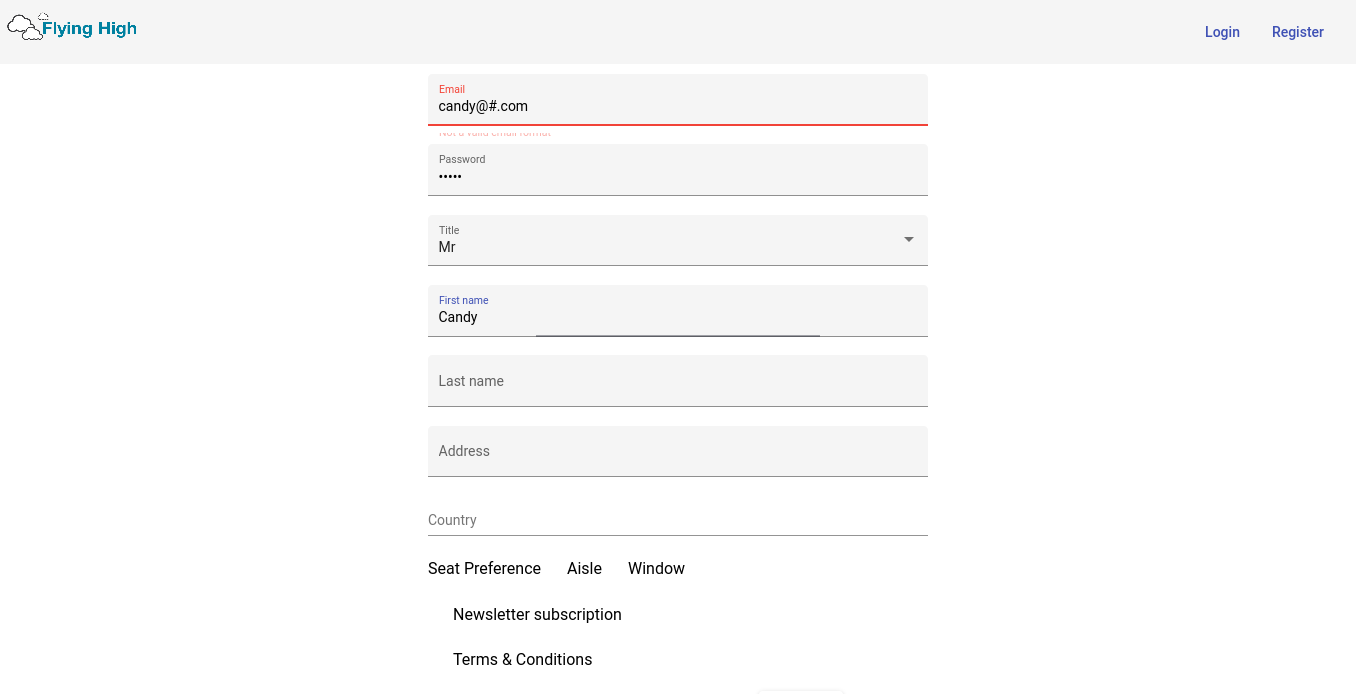 Flying High
Login Register
Email
candy@#.com
Not a valid email format
Password
•••••
Title
Mr
First name
Candy
Last name
Address
Country
Seat Preference Aisle Window
Newsletter subscription
Terms & Conditions